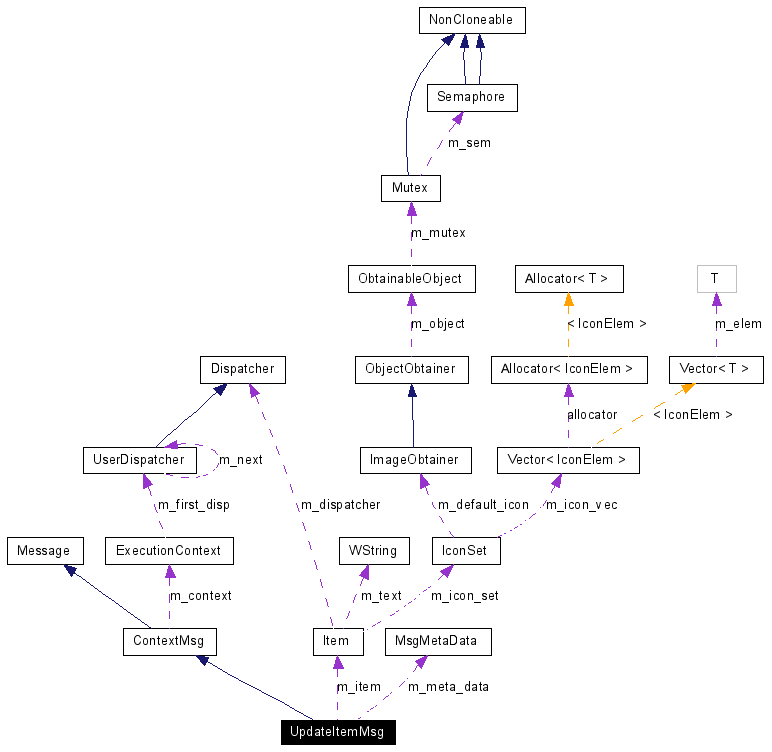 NonCloneable
Semaphore
m_sem
Mutex
m_mutex
ObtainableObject
Allocator< T >
T
m_object
< IconElem >
m_elem
Dispatcher
ObjectObtainer
Allocator< IconElem >
Vector< T >
allocator
< IconElem >
UserDispatcher
m_next
ImageObtainer
Vector< IconElem >
m_first_disp
m_dispatcher
m_default_icon
m_icon_vec
Message
ExecutionContext
WString
IconSet
m_context
m_text
m_icon_set
ContextMsg
Item
MsgMetaData
m_item
m_meta_data
UpdateItemMsg